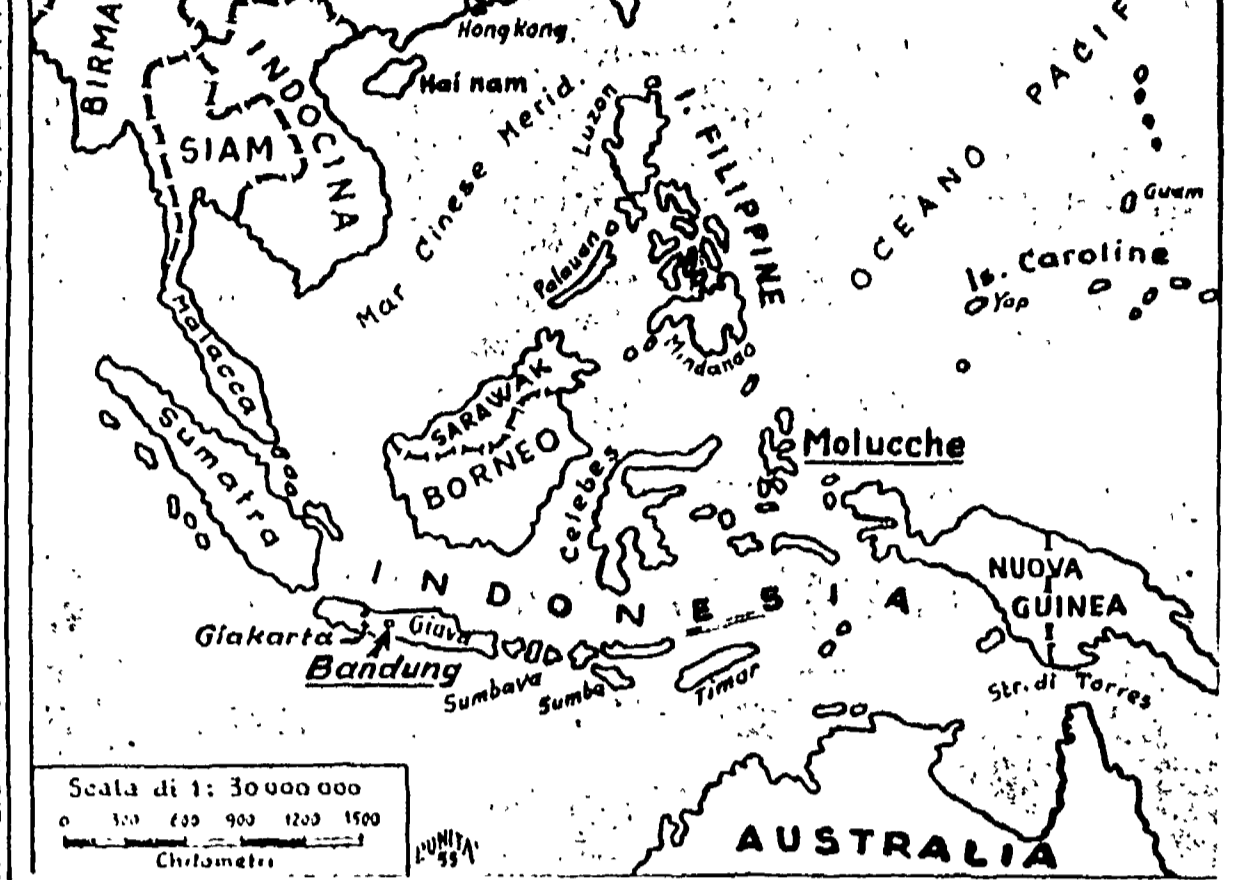 Hong kong
BIRMA
INDOCINA
Hai nam
SIAM
Mar Cinese Merid.
Luzon
I. FILIPPINE
OCEANO PACIF
Guam
Is. Caroline
Yap
Palauan
Mindanao
Malacca
Sumatra
SARAWAK
BORNEO
Celebes
Molucche
INDONESIA
NUOVA
GUINEA
Giakarta
Giava
Bandung
Sumbava
Sumba
Timor
Str. di Torres
AUSTRALIA
Scala di 1: 30 000 000
0 300 600 900 1200 1500
Chilometri
L'UNITA'
55